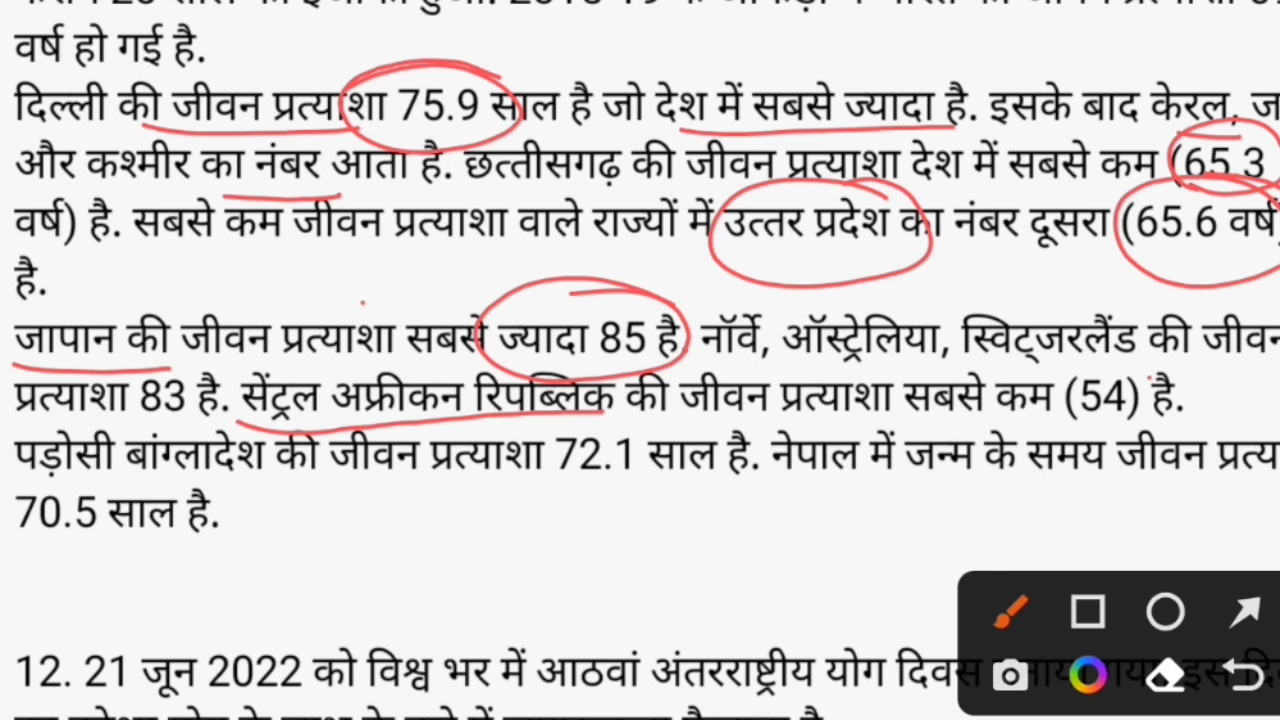 वर्ष हो गई है.
दिल्ली की जीवन प्रत्याशा 75.9 साल है जो देश में सबसे ज्यादा है. इसके बाद केरल,
और कश्मीर का नंबर आता है. छत्तीसगढ़ की जीवन प्रत्याशा देश में सबसे कम (65.3
वर्ष) है. सबसे कम जीवन प्रत्याशा वाले राज्यों में उत्तर प्रदेश का नंबर दूसरा (65.6 वर्ष
है.
जापान की जीवन प्रत्याशा सबसे ज्यादा 85 है. नॉर्वे, ऑस्ट्रेलिया, स्विट्जरलैंड की जीवन
प्रत्याशा 83 है. सेंट्रल अफ्रीकन रिपब्लिक की जीवन प्रत्याशा सबसे कम (54) है.
पड़ोसी बांग्लादेश की जीवन प्रत्याशा 72.1 साल है. नेपाल में जन्म के समय जीवन
70.5 साल है.
12. 21 जून 2022 को विश्व भर में आठवां अंतरराष्ट्रीय योग दिवस